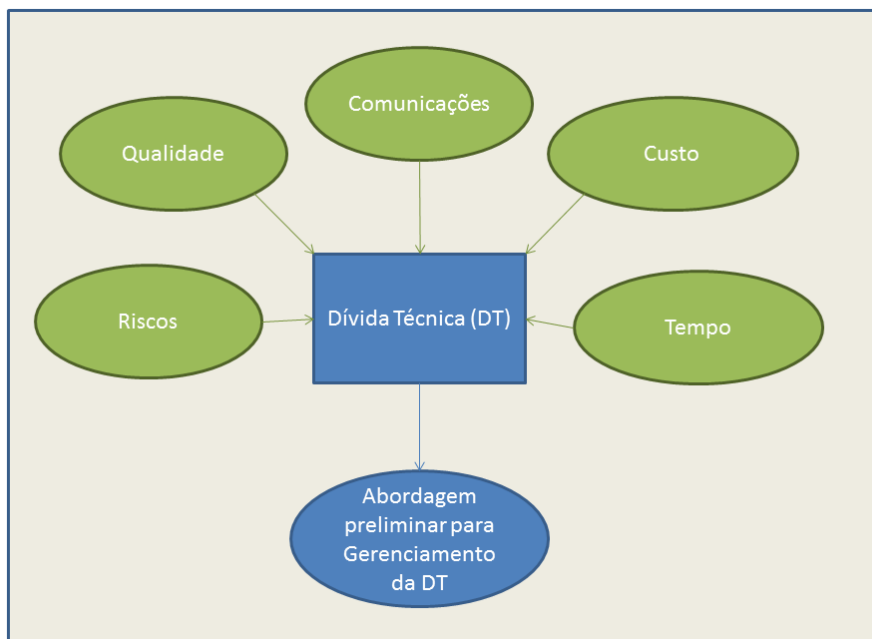 Comunicações
Qualidade
Custo
Riscos
Dívida Técnica (DT)
Tempo
Abordagem
preliminar para
Gerenciamento
da DT